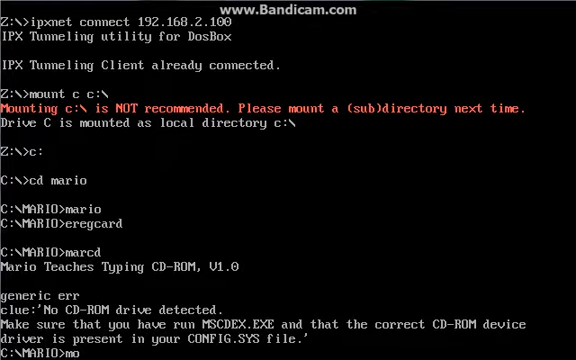 www.Bandicam.com
Z:\>ipxnet connect 192.168.2.100
IPX Tunneling utility for DosBox
IPX Tunneling Client already connected.
Z:\>mount c c:\
Mounting c:\ is NOT recommended. Please mount a (sub)directory next time.
Drive C is mounted as local directory c:\
Z:\>c:
C:\>cd mario
C:\MARIO>mario
C:\MARIO>eregcard
C:\MARIO>marcd
Mario Teaches Typing CD-ROM, V1.0
generic err
clue:'No CD-ROM drive detected.
Make sure that you have run MSCDEX.EXE and that the correct CD-ROM device
driver is present in your CONFIG.SYS file.'
C:\MARIO>mo